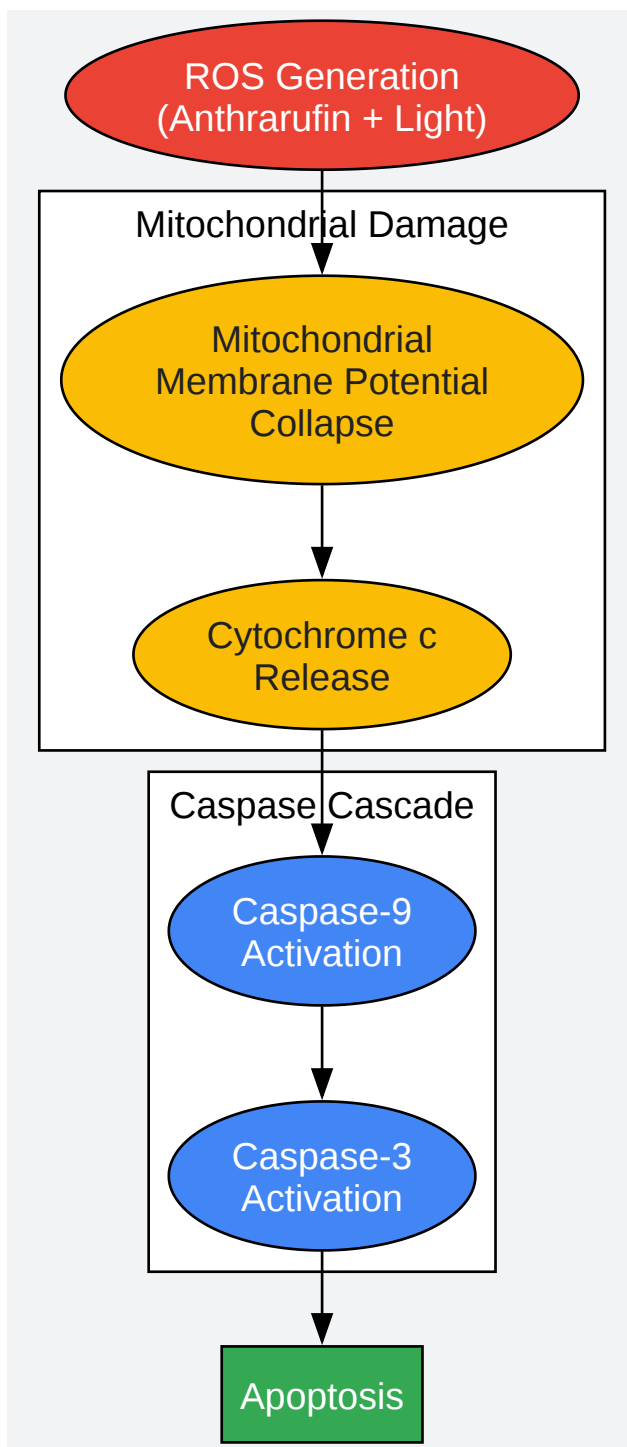 ROS Generation
(Anthrarufin + Light)
Mitochondrial Damage
Mitochondrial
Membrane Potential
Collapse
Cytochrome c
Release
Caspase Cascade
Caspase-9
Activation
Caspase-3
Activation
Apoptosis